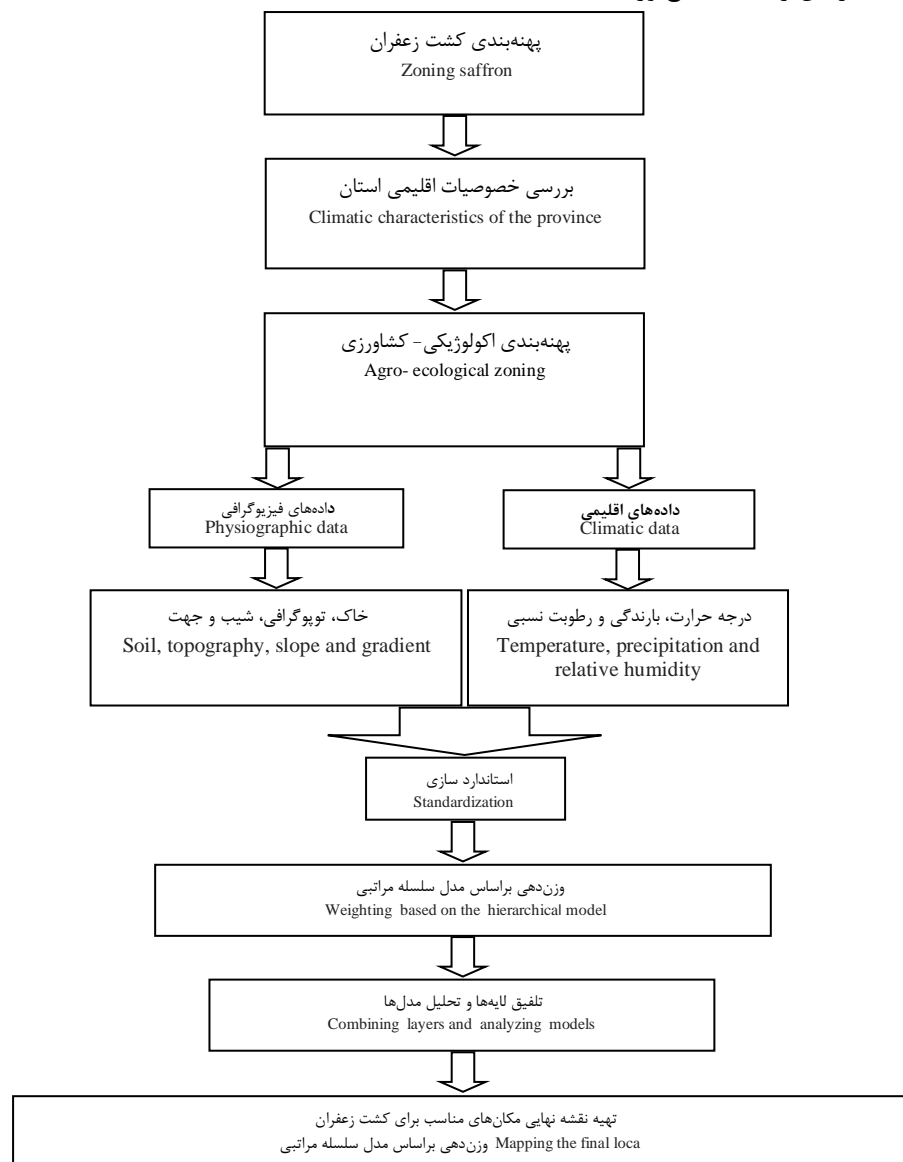 پهنه‌بندی کشت زعفران
Zoning saffron
بررسی خصوصیات اقلیمی استان
Climatic characteristics of the province
پهنه‌بندی اکولوژیکی- کشاورزی
Agro- ecological zoning
داده‌های فیزیوگرافی
Physiographic data
داده‌های اقلیمی
Climatic data
خاک، توپوگرافی، شیب و جهت
Soil, topography, slope and gradient
درجه حرارت، بارندگی و رطوبت نسبی
Temperature, precipitation and
relative humidity
استاندارد سازی
Standardization
وزن‌دهی براساس مدل سلسله مراتبی
Weighting based on the hierarchical model
تلفیق لایه‌ها و تحلیل مدل‌ها
Combining layers and analyzing models
تهیه نقشه نهایی مکان‌های مناسب برای کشت زعفران
Mapping the final loca وزن‌دهی براساس مدل سلسله مراتبی